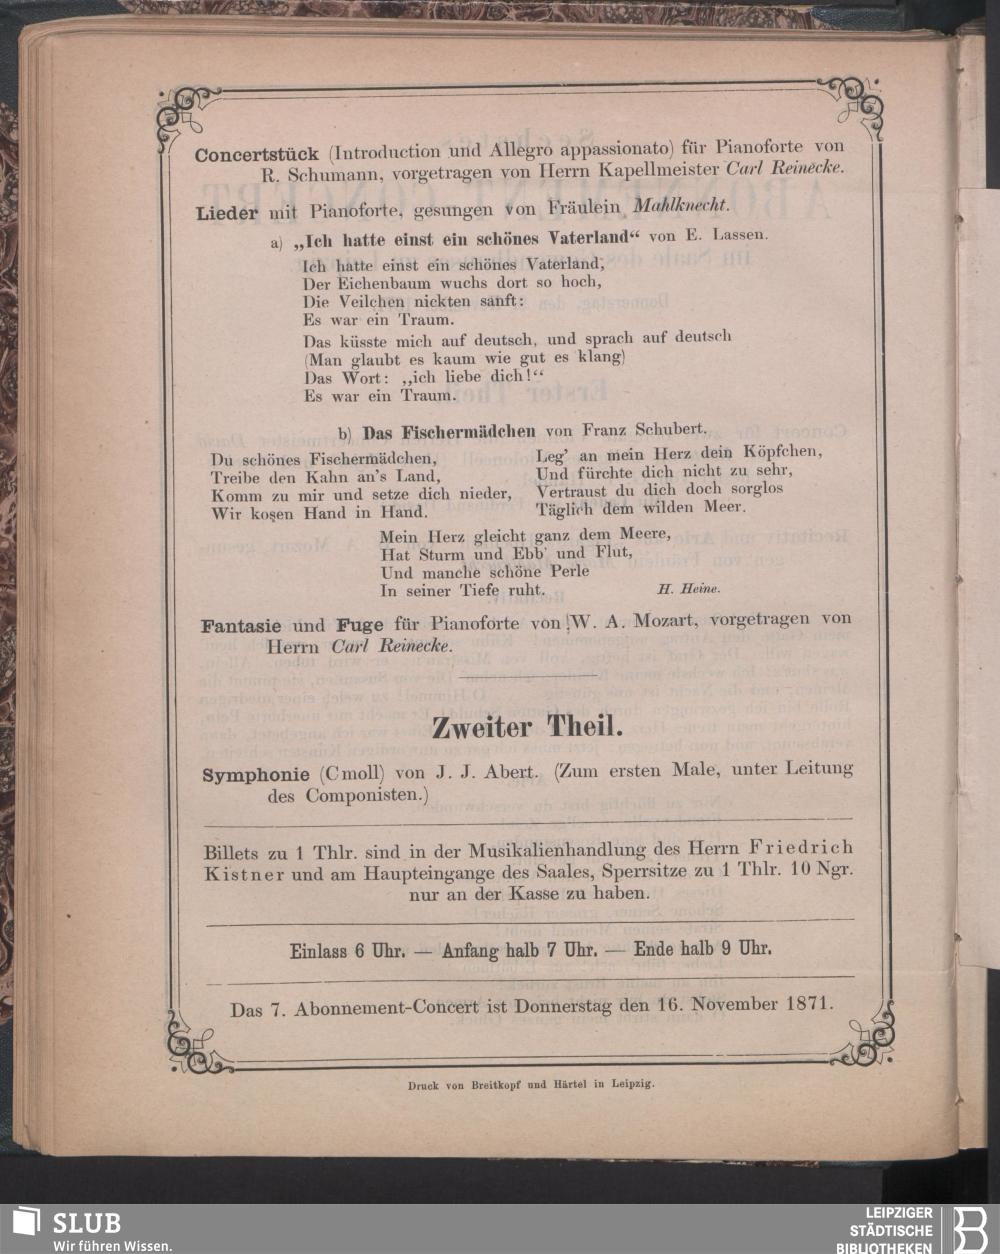 Concertstück (Introduction und Allegro appassionato) für Pianoforte von
R. Schumann, vorgetragen von Herrn Kapellmeister Carl Reinecke.
Lieder mit Pianoforte, gesungen von Fräulein Mahlknecht.
a) „Ich hatte einst ein schönes Vaterland“ von E. Lassen.
Ich hatte einst ein schönes Vaterland;
Der Eichenbaum wuchs dort so hoch,
Die Veilchen nickten sanft:
Es war ein Traum.
Das küsste mich auf deutsch, und sprach auf deutsch
(Man glaubt es kaum wie gut es klang)
Das Wort: „ich liebe dich!“
Es war ein Traum.
b) Das Fischermädchen von Franz Schubert.
Du schönes Fischermädchen,
Treibe den Kahn an's Land,
Komm zu mir und setze dich nieder,
Wir kosen Hand in Hand.
Leg' an mein Herz dein Köpfchen,
Und fürchte dich nicht zu sehr,
Vertraust du dich doch sorglos
Täglich dem wilden Meer.
Mein Herz gleicht ganz dem Meere,
Hat Sturm und Ebb' und Flut,
Und manche schöne Perle
In seiner Tiefe ruht. H. Heine.
Fantasie und Fuge für Pianoforte von W. A. Mozart, vorgetragen von
Herrn Carl Reinecke.
Zweiter Theil.
Symphonie (Cmoll) von J. J. Abert. (Zum ersten Male, unter Leitung
des Componisten.)
Billets zu 1 Thlr. sind in der Musikalienhandlung des Herrn Friedrich
Kistner und am Haupteingange des Saales, Sperrsitze zu 1 Thlr. 10 Ngr.
nur an der Kasse zu haben.
Einlass 6 Uhr. — Anfang halb 7 Uhr. — Ende halb 9 Uhr.
Das 7. Abonnement-Concert ist Donnerstag den 16. November 1871.
Druck von Breitkopf und Härtel in Leipzig.
SLUB
Wir führen Wissen.
LEIPZIGER
STÄDTISCHE
BIBLIOTHEKEN